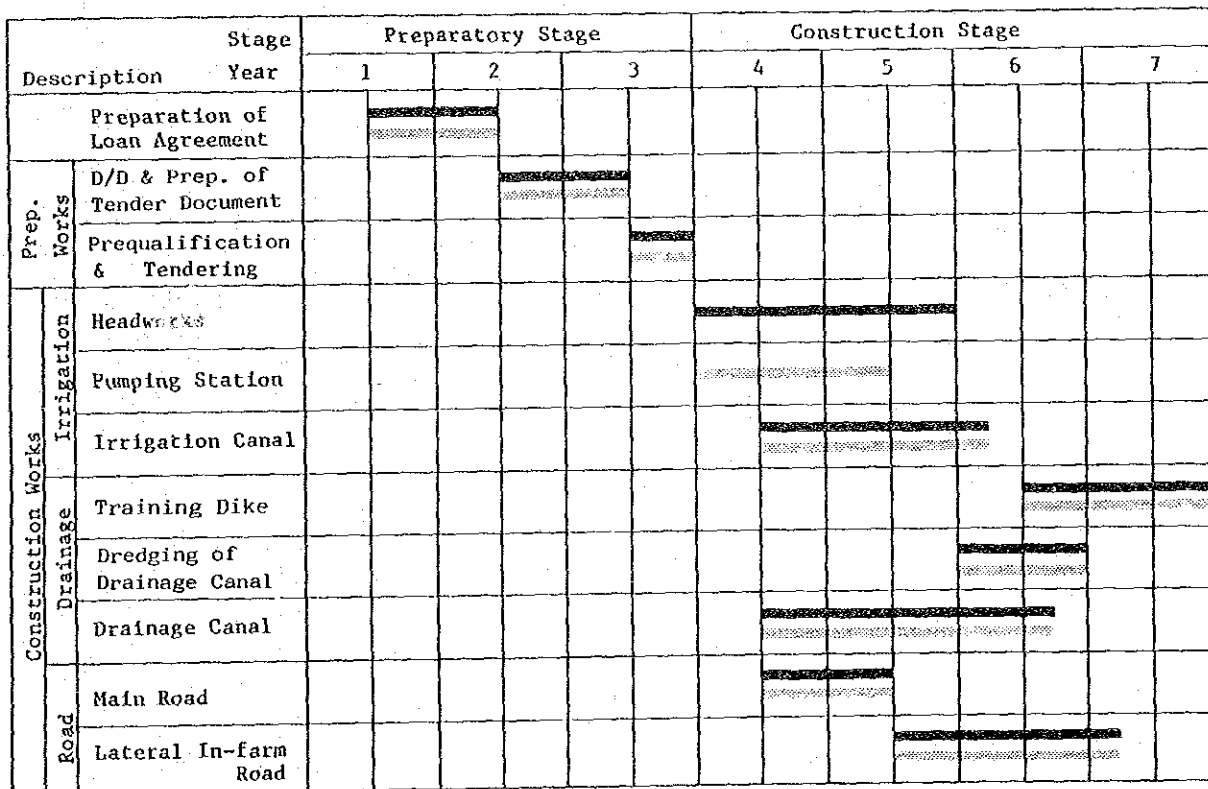 Stage Preparatory Stage Construction Stage
Description Year 1 2 3 4 5 6 7
Preparation of
Loan Agreement
Prep.
Works
D/D & Prep. of
Tender Document
Prequalification
& Tendering
Construction Works
Irrigation
Headworks
Pumping Station
Irrigation Canal
Drainage
Training Dike
Dredging of
Drainage Canal
Drainage Canal
Road
Main Road
Lateral In-farm
Road